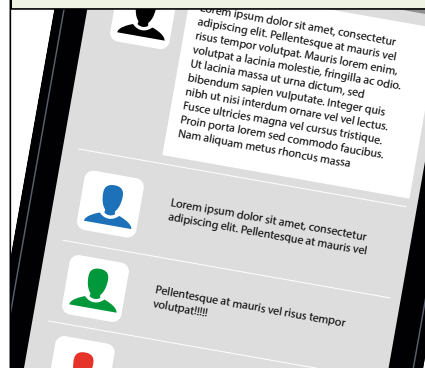 Lorem ipsum dolor sit amet, consectetur
adipiscing elit. Pellentesque at mauris vel
risus tempor volutpat. Mauris lorem enim,
volutpat a lacinia molestie, fringilla ac odio.
Ut lacinia massa ut urna dictum, sed
bibendum sapien vulputate. Integer quis
nibh ut nisi interdum ornare vel vel lectus.
Fusce ultricies magna vel cursus tristique.
Proin porta lorem sed commodo faucibus.
Nam aliquam metus rhoncus massa
Lorem ipsum dolor sit amet, consectetur
adipiscing elit. Pellentesque at mauris vel
Pellentesque at mauris vel risus tempor
volutpat!!!!!